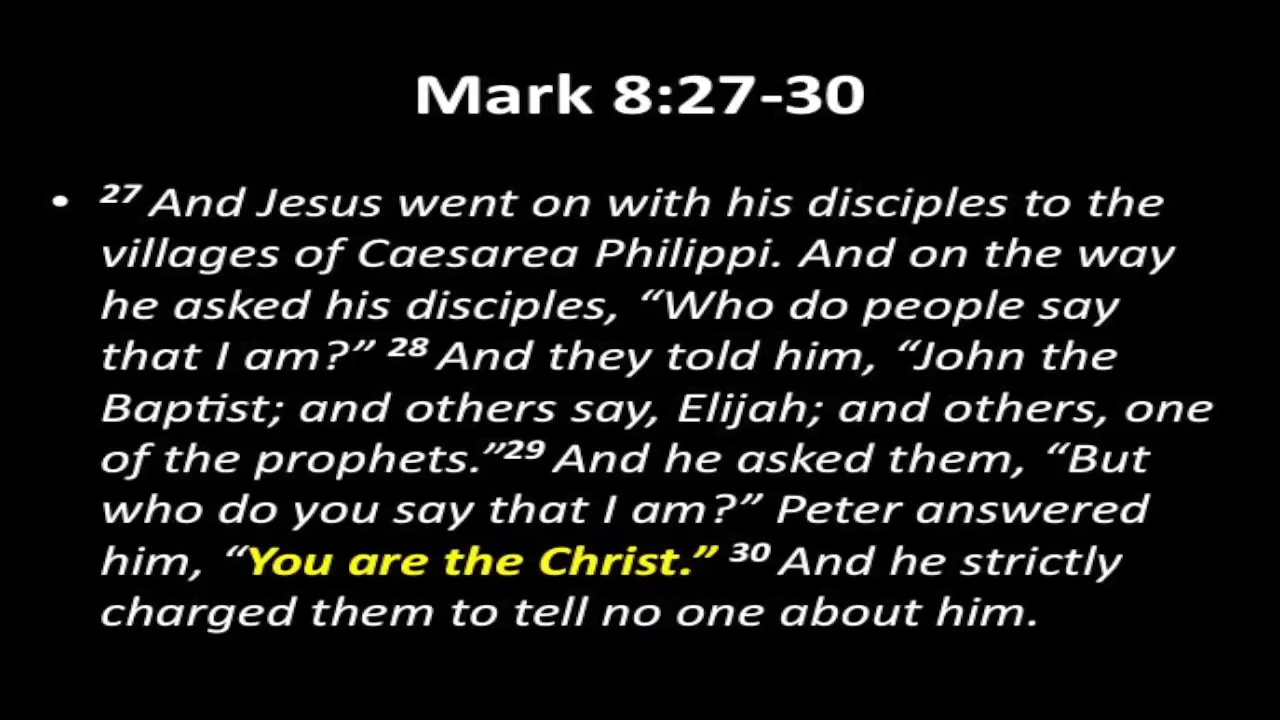 Mark 8:27-30
• ²⁷ And Jesus went on with his disciples to the
villages of Caesarea Philippi. And on the way
he asked his disciples, “Who do people say
that I am?” ²⁸ And they told him, “John the
Baptist; and others say, Elijah; and others, one
of the prophets.”²⁹ And he asked them, “But
who do you say that I am?” Peter answered
him, “You are the Christ.” ³⁰ And he strictly
charged them to tell no one about him.